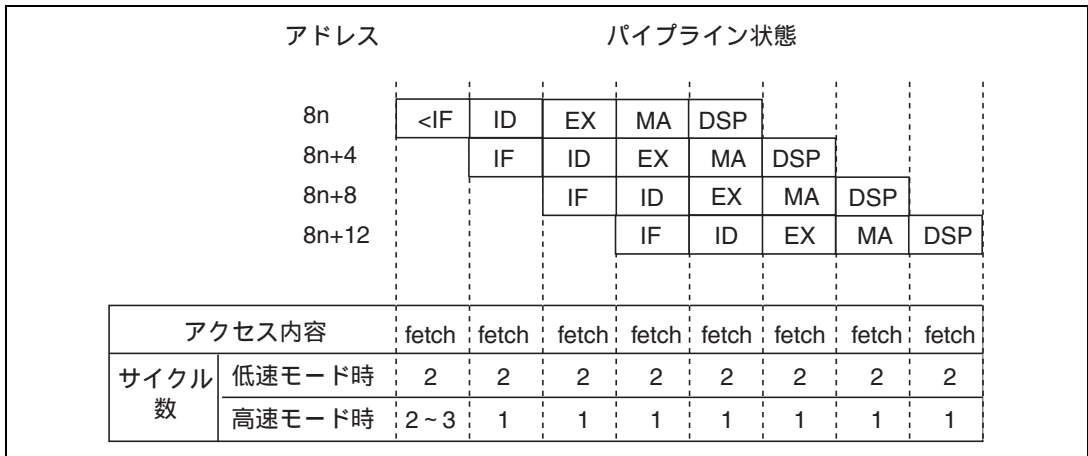 アドレス パイプライン状態
8n <IF ID EX MA DSP
8n+4 IF ID EX MA DSP
8n+8 IF ID EX MA DSP
8n+12 IF ID EX MA DSP
アクセス内容 fetch fetch fetch fetch fetch fetch fetch fetch
サイクル数 低速モード時 2 2 2 2 2 2 2 2
高速モード時 2~3 1 1 1 1 1 1 1